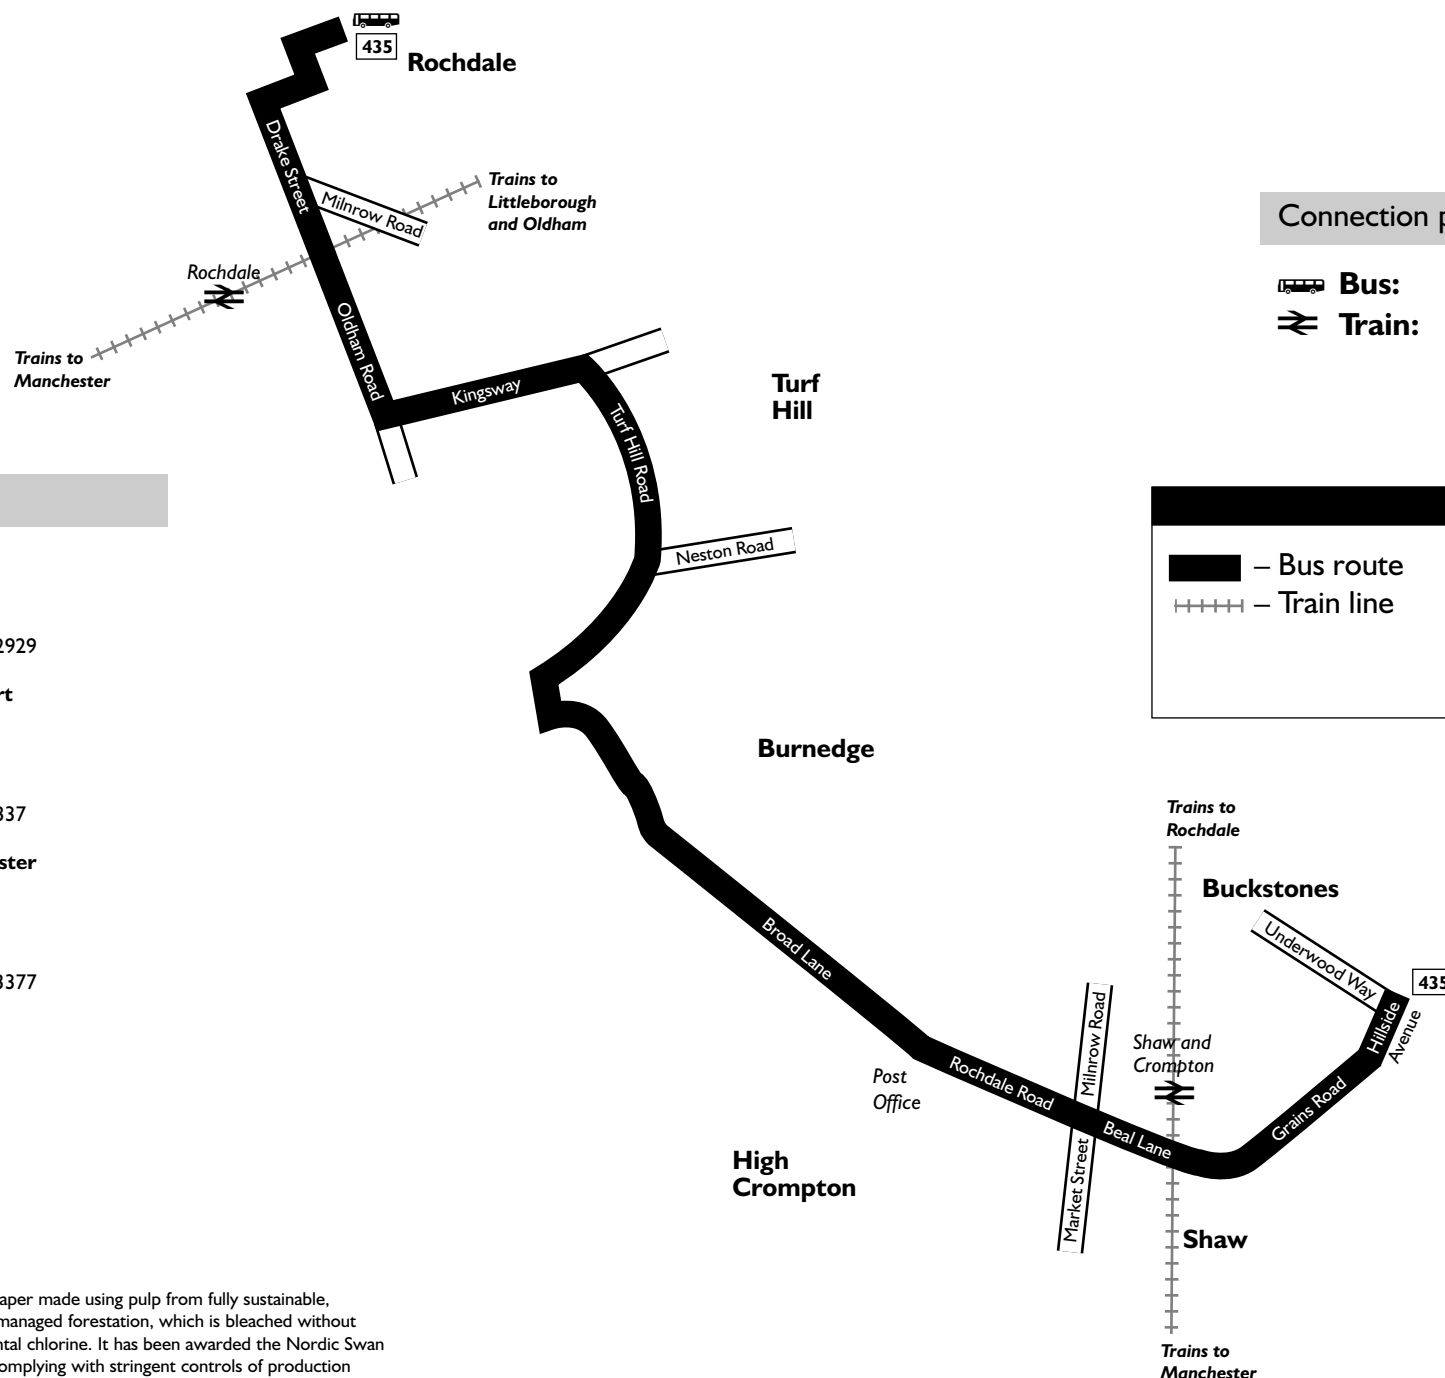 435
Rochdale
Drake Street
Milnrow Road
Trains to
Littleborough
and Oldham
Rochdale
Trains to
Manchester
Oldham Road
Kingsway
Turf Hill Road
Turf
Hill
Neston Road
Connection p
Bus:
Train:
– Bus route
– Train line
2929
rt
337
ster
3377
Burnedge
Trains to
Rochdale
Buckstones
Underwood Way
435
Hillside
Avenue
Broad Lane
Milnrow Road
Shaw and
Crompton
Post
Office
Rochdale Road
Beal Lane
Grains Road
Market Street
High
Crompton
Shaw
Trains to
Manchester
aper made using pulp from fully sustainable,
managed forestation, which is bleached without
ntal chlorine. It has been awarded the Nordic Swan
omplying with stringent controls of production